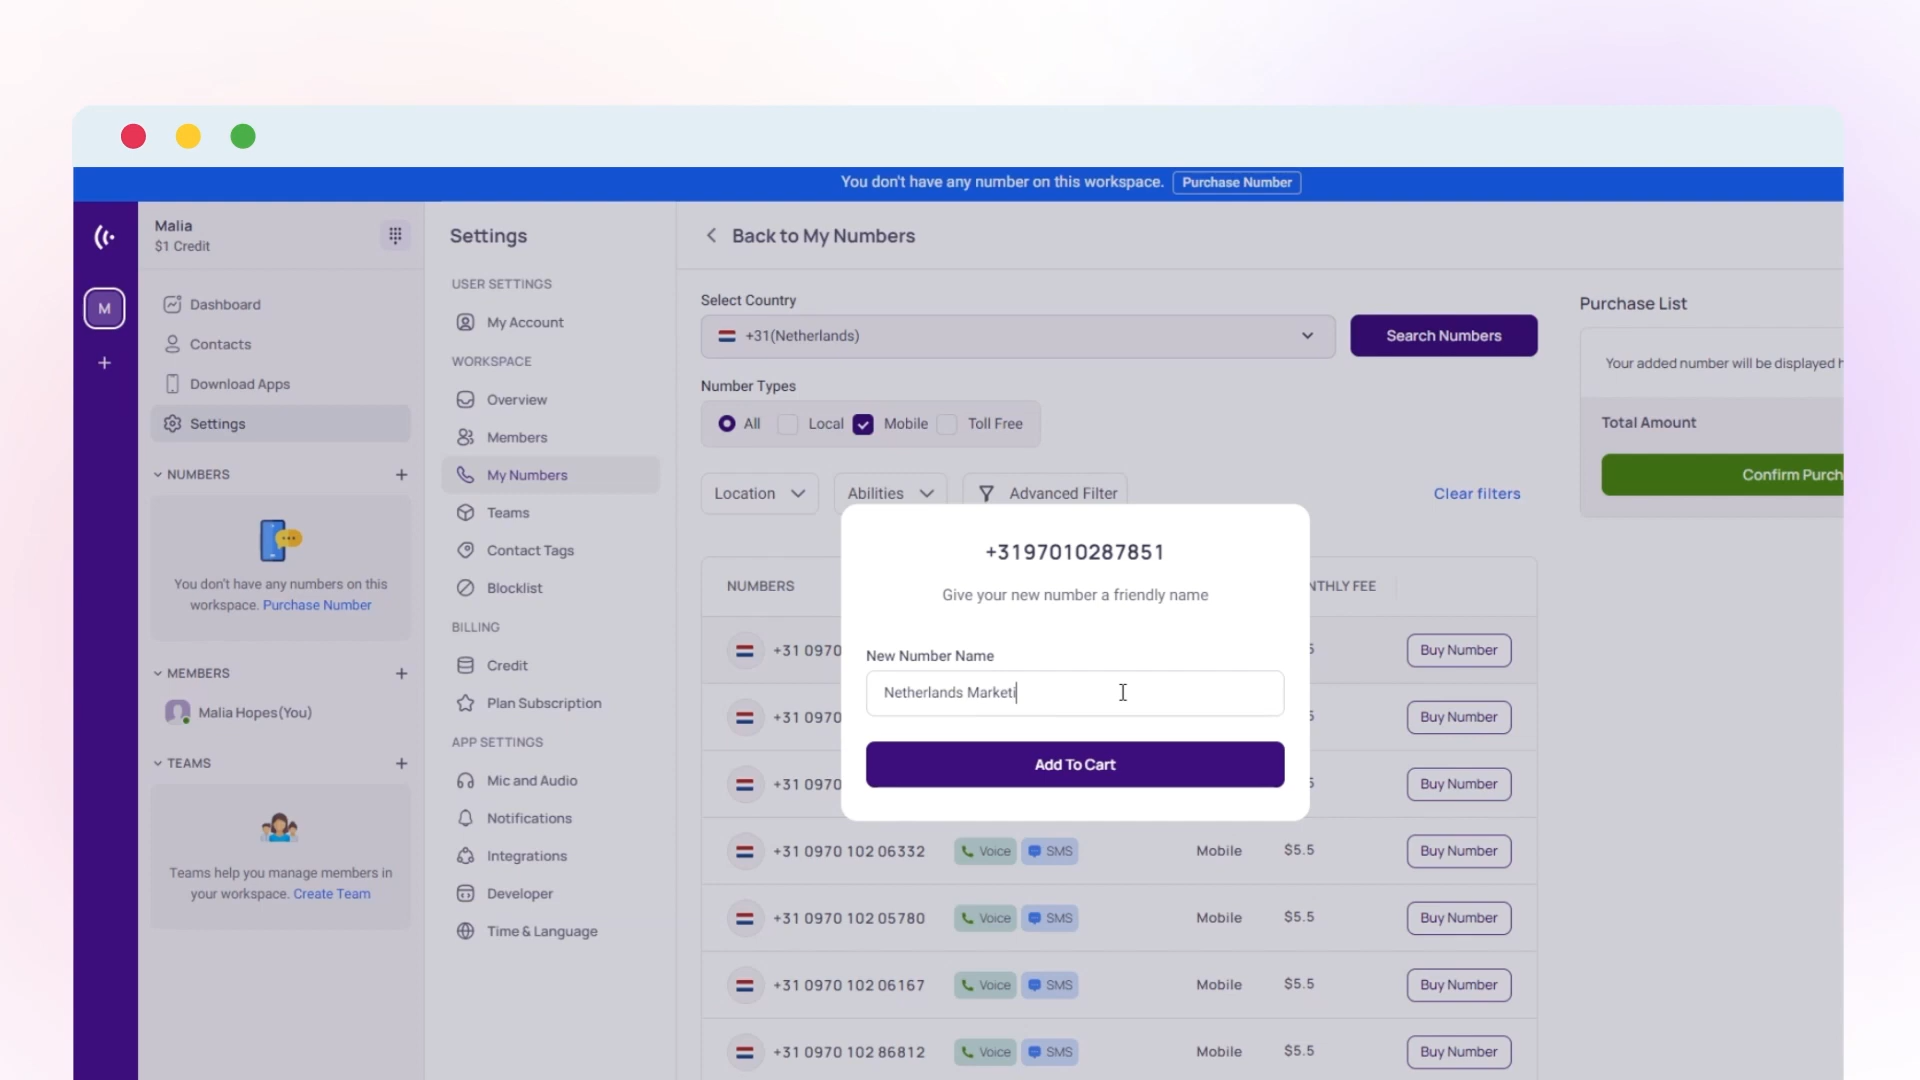 You don't have any number on this workspace. Purchase Number
Malia
$1 Credit
M
Dashboard
Contacts
Download Apps
Settings
NUMBERS
You don't have any numbers on this
workspace. Purchase Number
MEMBERS
Malia Hopes(You)
TEAMS
Teams help you manage members in
your workspace. Create Team
Settings
USER SETTINGS
My Account
WORKSPACE
Overview
Members
My Numbers
Teams
Contact Tags
Blocklist
BILLING
Credit
Plan Subscription
APP SETTINGS
Mic and Audio
Notifications
Integrations
Developer
Time & Language
Back to My Numbers
Select Country
+31(Netherlands)
Search Numbers
Number Types
All Local Mobile Toll Free
Location Abilities Advanced Filter Clear filters
NUMBERS NTHLY FEE
+31 0970 5 Buy Number
+31 0970 5 Buy Number
+31 0970 5 Buy Number
+31 0970 102 06332 Voice SMS Mobile $5.5 Buy Number
+31 0970 102 05780 Voice SMS Mobile $5.5 Buy Number
+31 0970 102 06167 Voice SMS Mobile $5.5 Buy Number
+31 0970 102 86812 Voice SMS Mobile $5.5 Buy Number
+3197010287851
Give your new number a friendly name
New Number Name
Netherlands Marketi
Add To Cart
Purchase List
Your added number will be displayed h
Total Amount
Confirm Purch